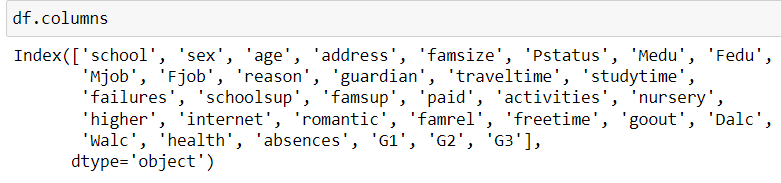 df.columns
Index(['school', 'sex', 'age', 'address', 'famsize', 'Pstatus', 'Medu', 'Fedu',
'Mjob', 'Fjob', 'reason', 'guardian', 'traveltime', 'studytime',
'failures', 'schoolsup', 'famsup', 'paid', 'activities', 'nursery',
'higher', 'internet', 'romantic', 'famrel', 'freetime', 'goout', 'Dalc',
'Walc', 'health', 'absences', 'G1', 'G2', 'G3'],
dtype='object')